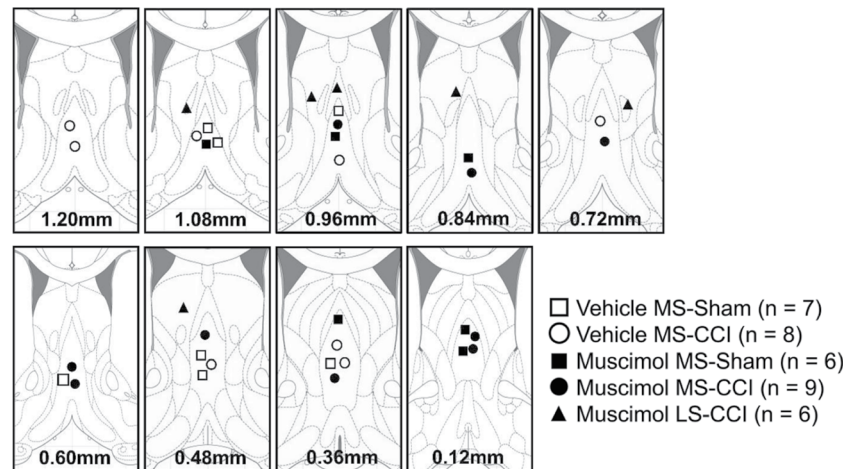 1.20mm
1.08mm
0.96mm
0.84mm
0.72mm
0.60mm
0.48mm
0.36mm
0.12mm
Vehicle MS-Sham (n = 7)
Vehicle MS-CCI (n = 8)
Muscimol MS-Sham (n = 6)
Muscimol MS-CCI (n = 9)
Muscimol LS-CCI (n = 6)